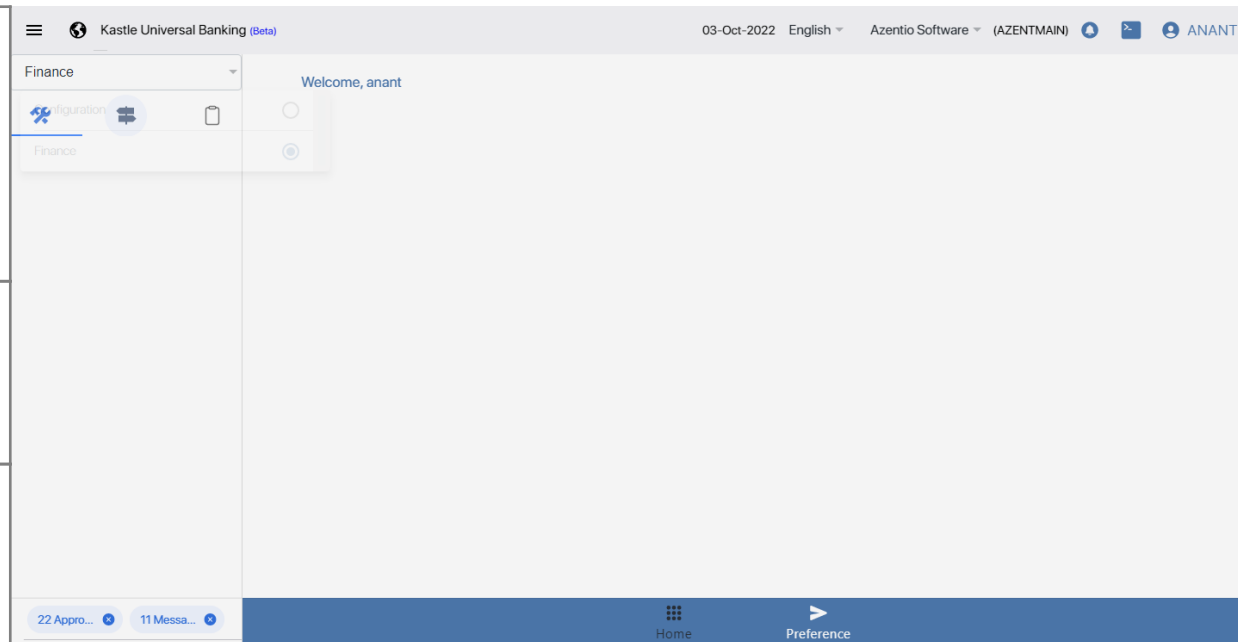 Kastle Universal Banking (Beta) 03-Oct-2022 English Azentio Software (AZENTMAIN) ANANT
Finance
Welcome, anant
Configuration
Finance
22 Appro... 11 Messa...
Home Preference